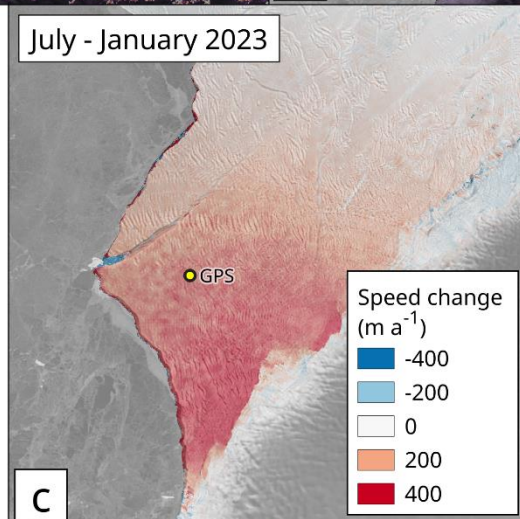 July - January 2023
GPS
Speed change
(m a⁻¹)
-400
-200
0
200
400
C